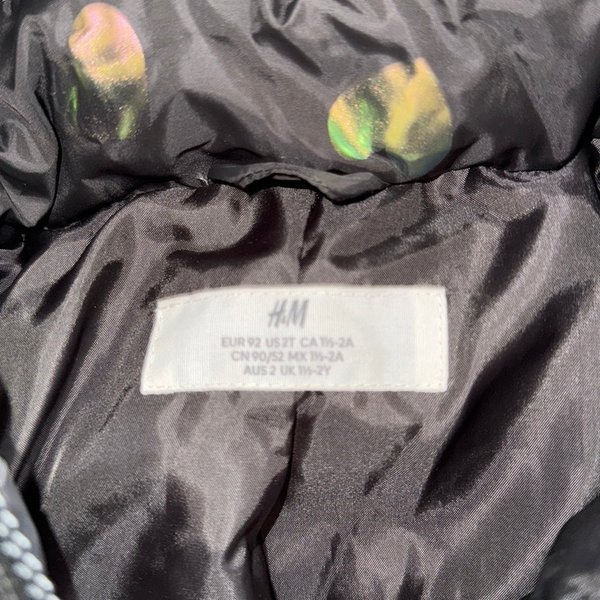 H&M
EUR 92 US 2T CA 1½-2A
CN 90/52 MX 1½-2A
AUS 2 UK 1½-2Y